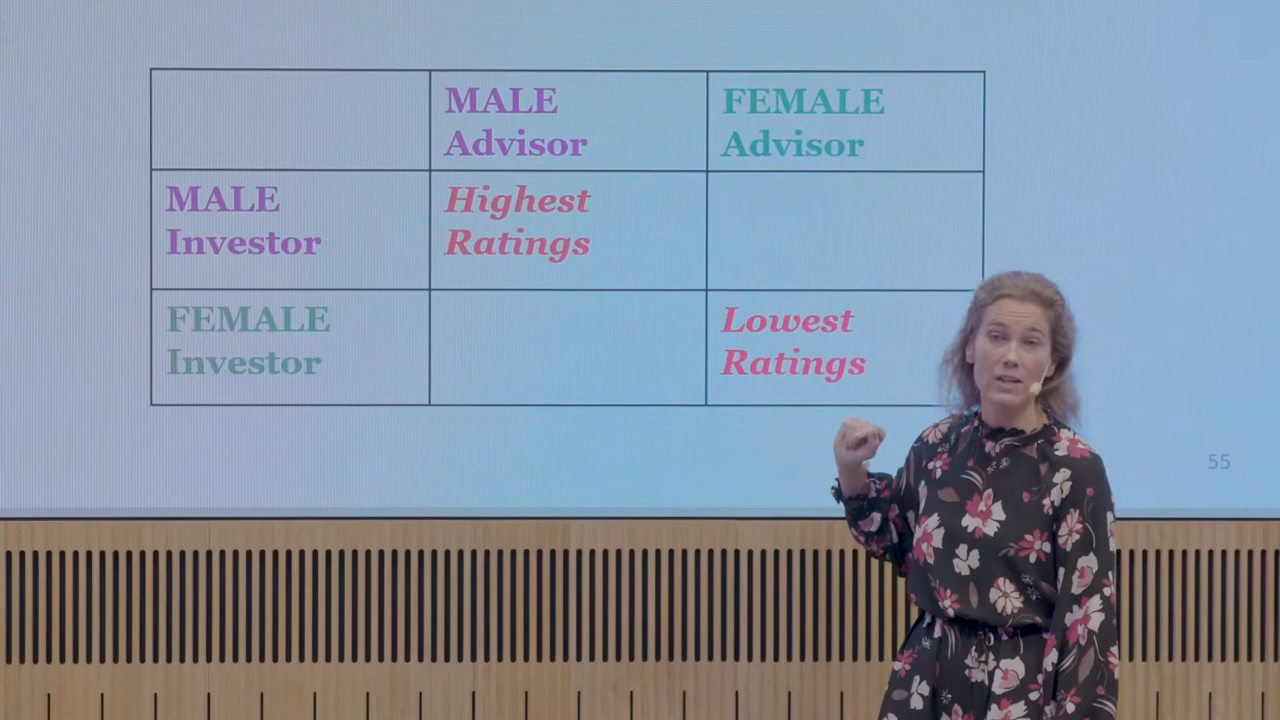 MALE
Advisor
FEMALE
Advisor
MALE
Investor
Highest
Ratings
FEMALE
Investor
Lowest
Ratings
55